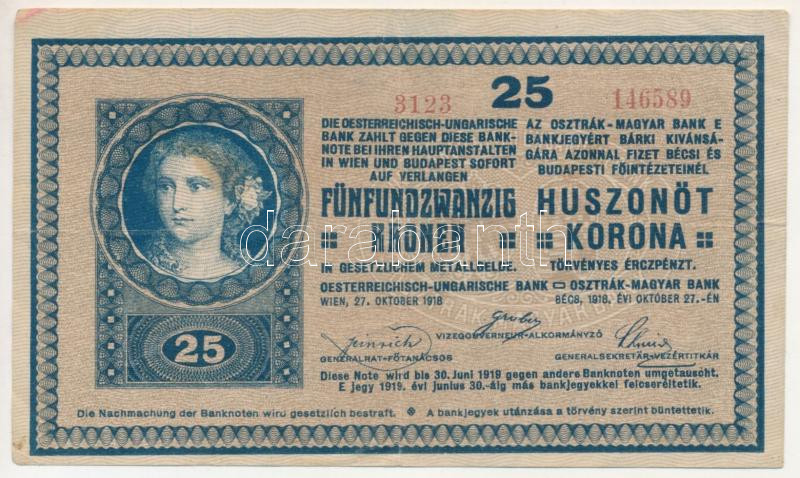 3123 25 146589
DIE OESTERREICHISCH-UNGARISCHE
BANK ZAHLT GEGEN DIESE BANK-
NOTE BEI IHREN HAUPTANSTALTEN
IN WIEN UND BUDAPEST SOFORT
AUF VERLANGEN
FÜNFUNDZWANZIG
KRONEN
IN GESETZLICHEM METALLGELDE.
OESTERREICHISCH-UNGARISCHE BANK
WIEN, 27. OKTOBER 1918
AZ OSZTRÁK-MAGYAR BANK E
BANKJEGYÉRT BÁRKI KIVÁNSÁ-
GÁRA AZONNAL FIZET BÉCSI ÉS
BUDAPESTI FŐINTÉZETEINÉL
HUSZONÖT
KORONA
TÖRVÉNYES ÉRCZPÉNZT.
OSZTRÁK-MAGYAR BANK
BÉCS, 1918. ÉVI OKTOBER 27.-ÉN
darabanth
25
Gruber
VIZEGOUVERNEUR-ALKORMÁNYZÓ
GENERALRAT-FŐTANÁCSOS
GENERALSEKRETÄR-VEZÉRTITKÁR
Diese Note wird bis 30. Juni 1919 gegen andere Banknoten umgetauscht.
E jegy 1919. évi junius 30.-áig más bankjegyekkel felcseréltetik.
Die Nachmachung der Banknoten wird gesetzlich bestraft. A bankjegyek utánzása a törvény szerint büntettetik.